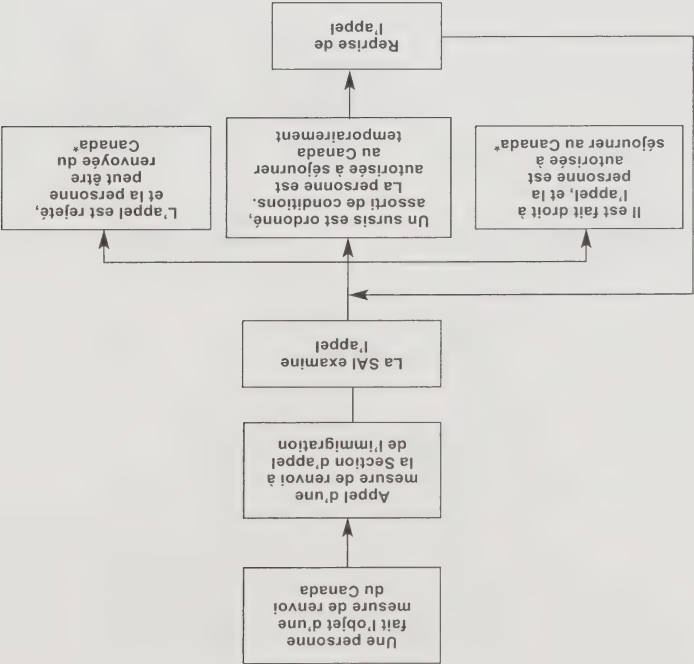 Une personne
fait l'objet d'une
mesure de renvoi
du Canada
Appel d'une
mesure de renvoi à
la Section d'appel
de l'immigration
La SAI examine
l'appel
Il est fait droit à
l'appel, et la
personne est
autorisée à
séjourner au Canada*
Un sursis est ordonné,
assorti de conditions.
La personne est
autorisée à séjourner
au Canada
temporairement
L'appel est rejeté,
et la personne
peut être
renvoyée du
Canada*
Reprise de
l'appel